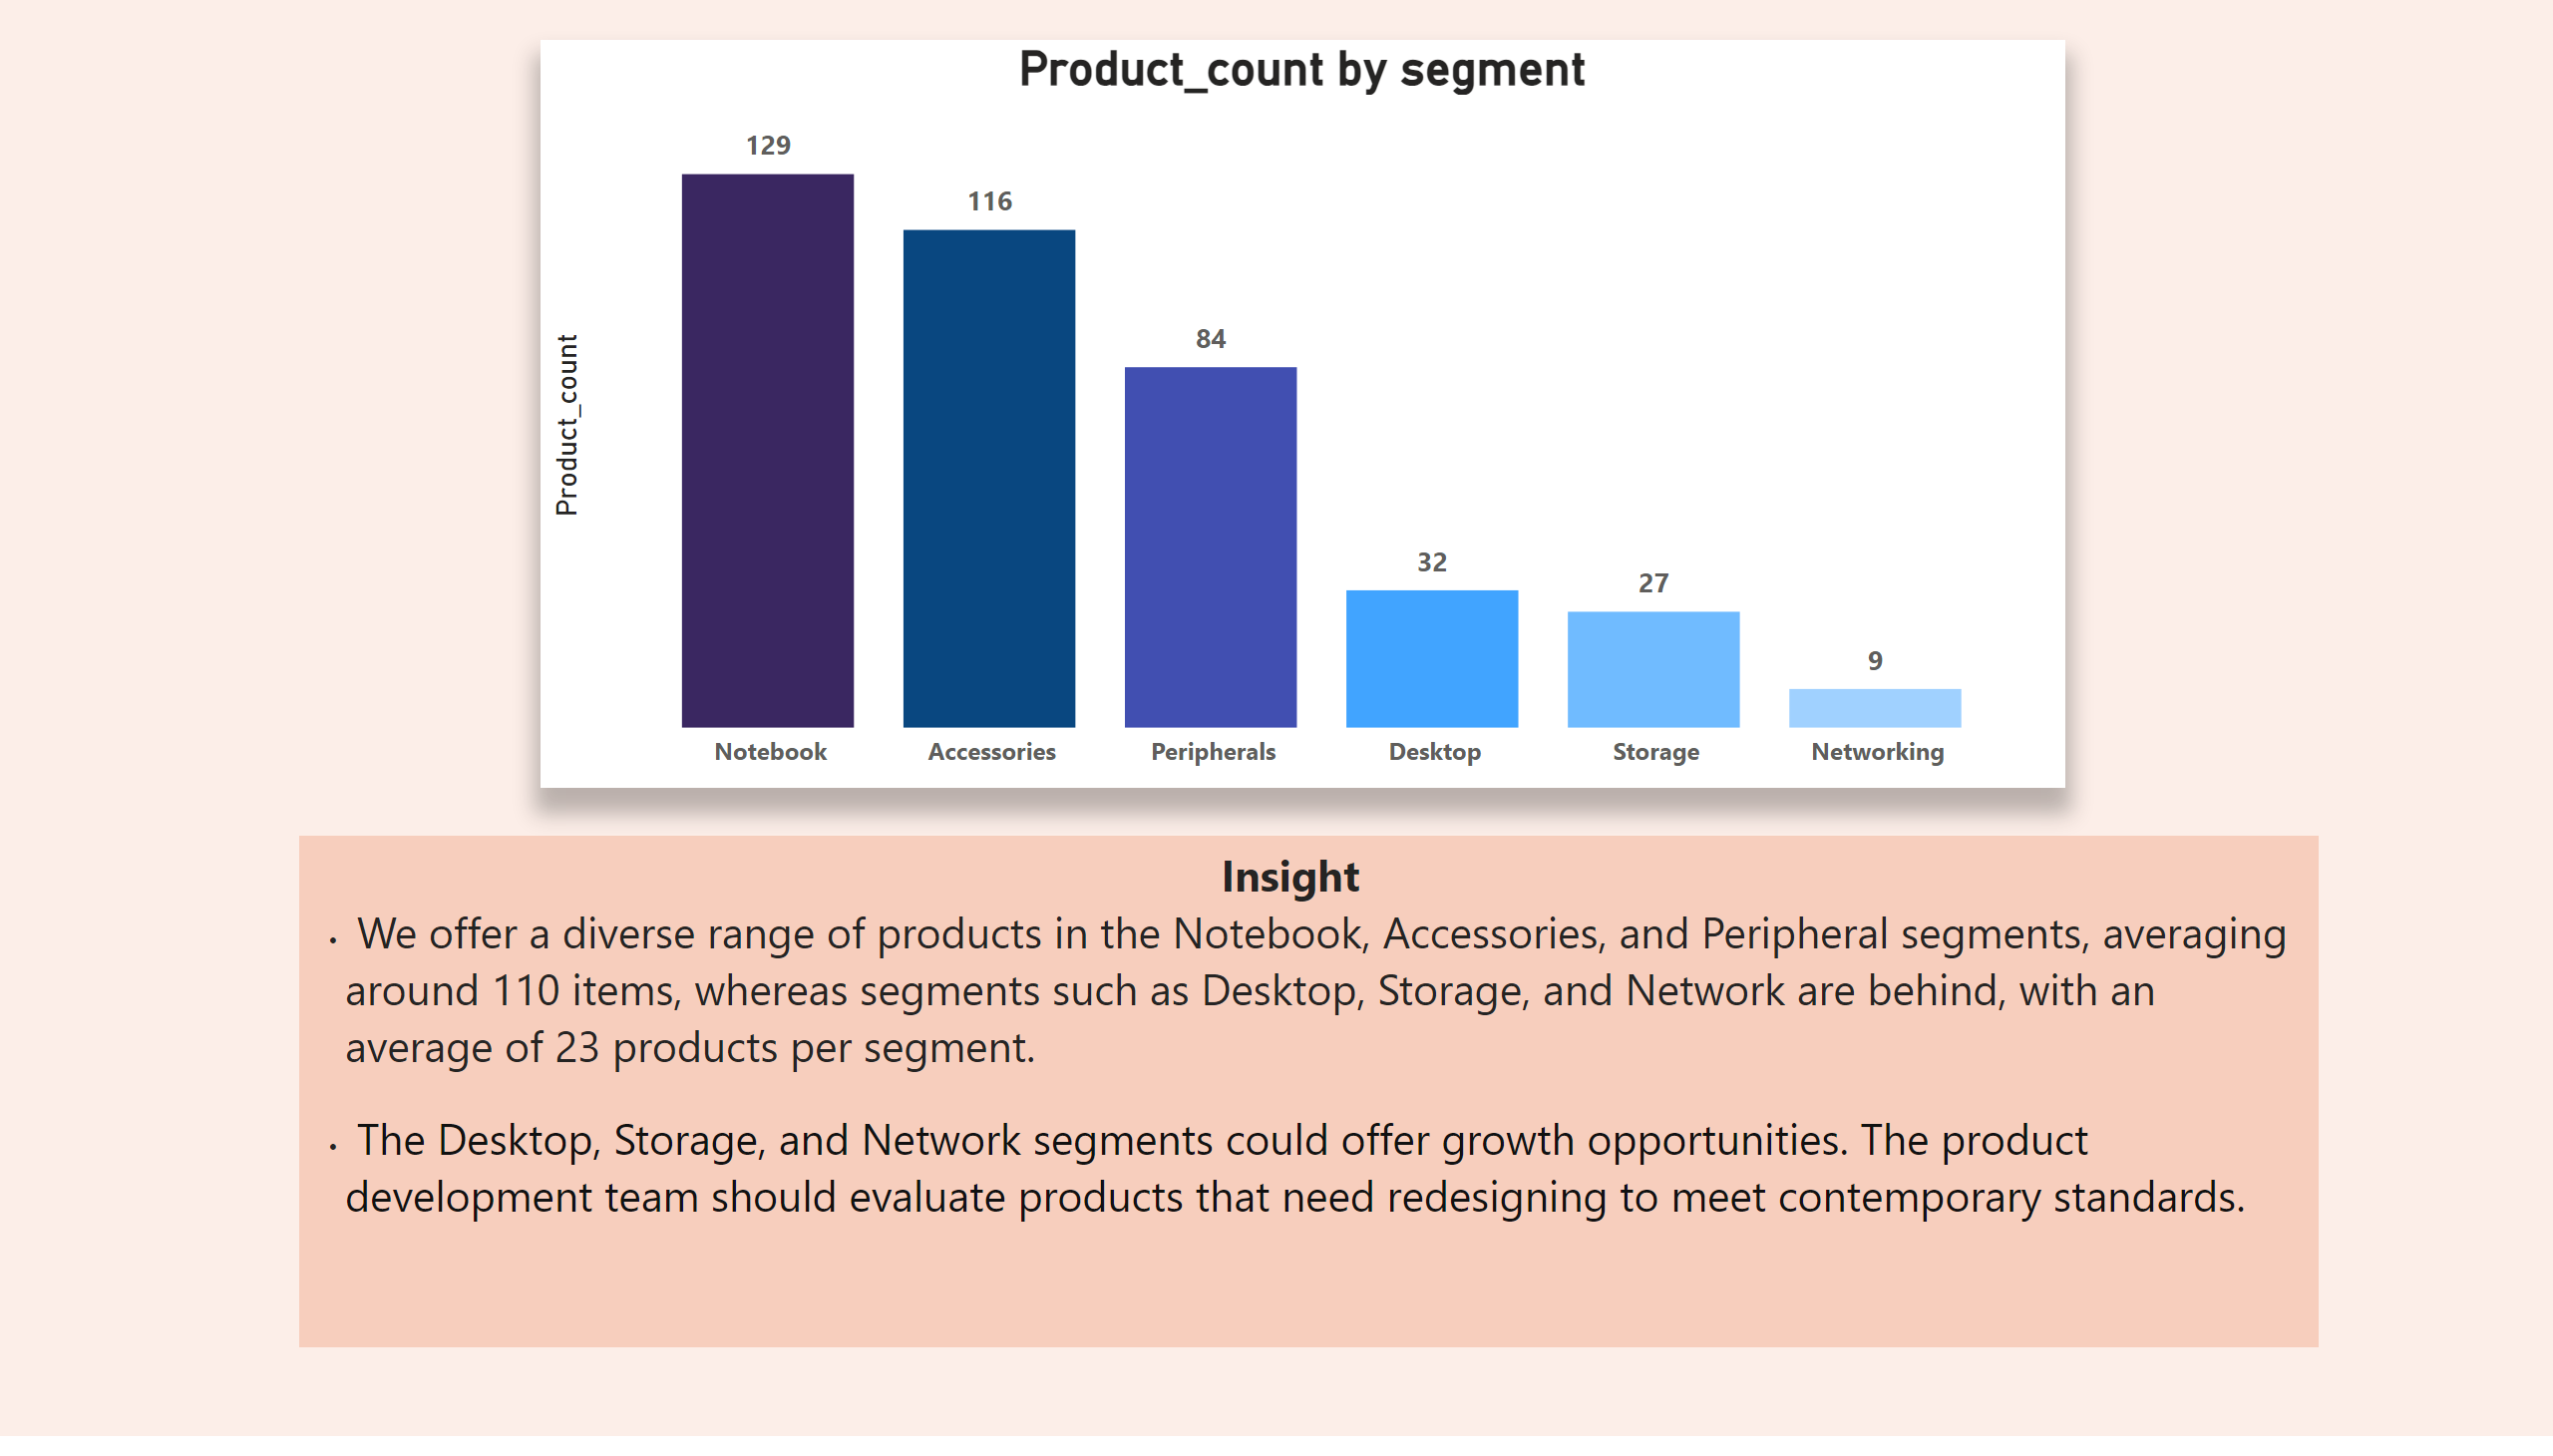 Product_count by segment
129
116
84
32
27
9
Product_count
Notebook
Accessories
Peripherals
Desktop
Storage
Networking
Insight
• We offer a diverse range of products in the Notebook, Accessories, and Peripheral segments, averaging
around 110 items, whereas segments such as Desktop, Storage, and Network are behind, with an
average of 23 products per segment.
• The Desktop, Storage, and Network segments could offer growth opportunities. The product
development team should evaluate products that need redesigning to meet contemporary standards.